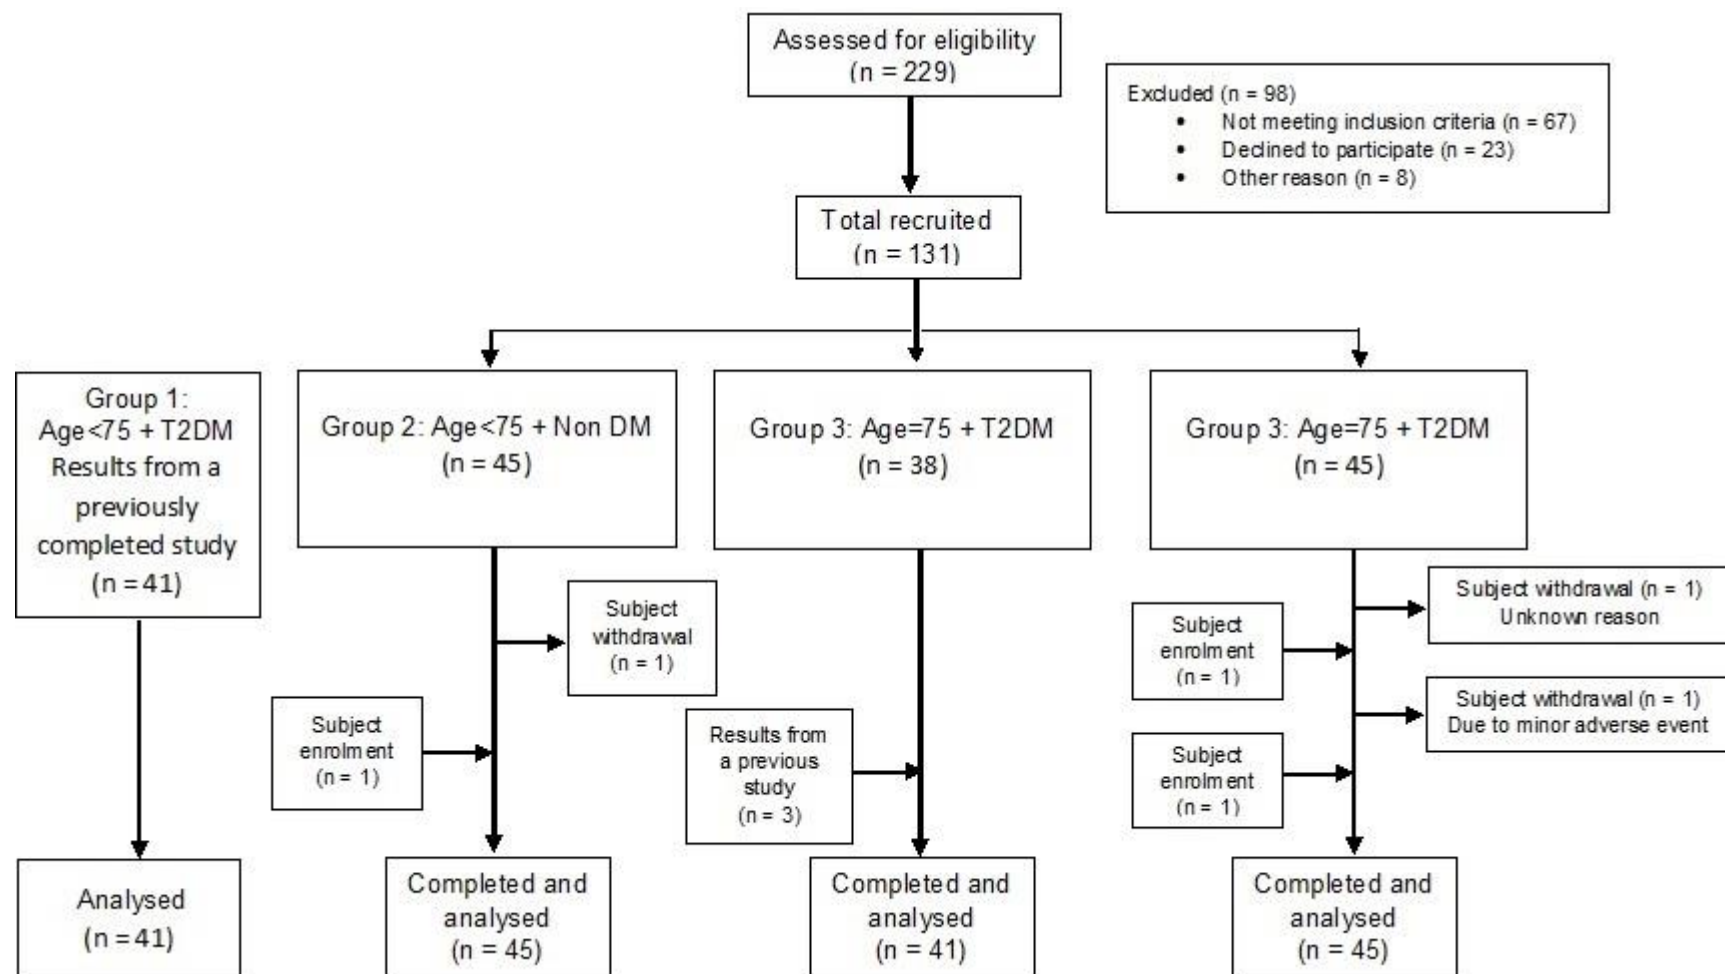 Assessed for eligibility
(n = 229)
Excluded (n = 98)
• Not meeting inclusion criteria (n = 67)
• Declined to participate (n = 23)
• Other reason (n = 8)
Total recruited
(n = 131)
Group 1:
Age<75 + T2DM
Results from a
previously
completed study
(n = 41)
Group 2: Age<75 + Non DM
(n = 45)
Group 3: Age=75 + T2DM
(n = 38)
Group 3: Age=75 + T2DM
(n = 45)
Subject
withdrawal
(n = 1)
Subject
enrolment
(n = 1)
Results from
a previous
study
(n = 3)
Subject withdrawal (n = 1)
Unknown reason
Subject
enrolment
(n = 1)
Subject withdrawal (n = 1)
Due to minor adverse event
Subject
enrolment
(n = 1)
Analysed
(n = 41)
Completed and
analysed
(n = 45)
Completed and
analysed
(n = 41)
Completed and
analysed
(n = 45)